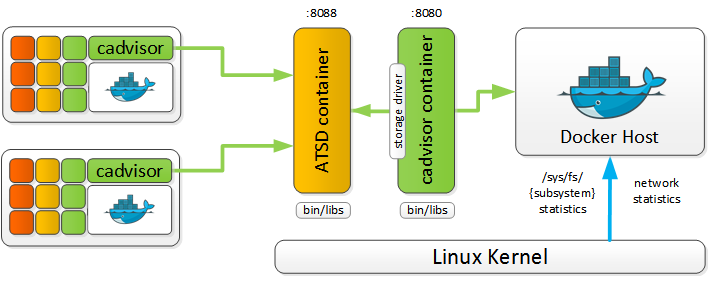 :8088
:8080
cadvisor
ATSD container
storage driver
cadvisor container
Docker Host
cadvisor
/sys/fs/
{subsystem}
statistics
network
statistics
bin/libs
bin/libs
Linux Kernel